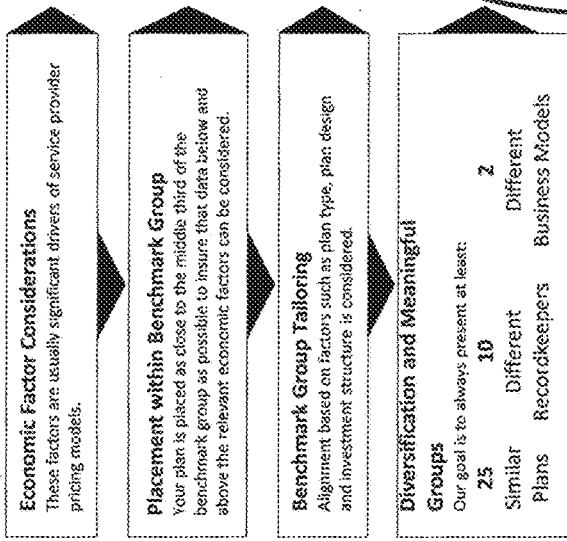 Economic Factor Considerations
These factors are usually significant drivers of service provider
pricing models.
Placement within Benchmark Group
Your plan is placed as close to the middle third of the
benchmark group as possible to insure that data below and
above the relevant economic factors can be considered.
Benchmark Group Tailoring
Alignment based on factors such as plan type, plan design
and investment structure is considered.
Diversification and Meaningful
Groups
Our goal is to always present at least:
25 10 2
Similar Different Different
Plans Recordkeepers Business Models